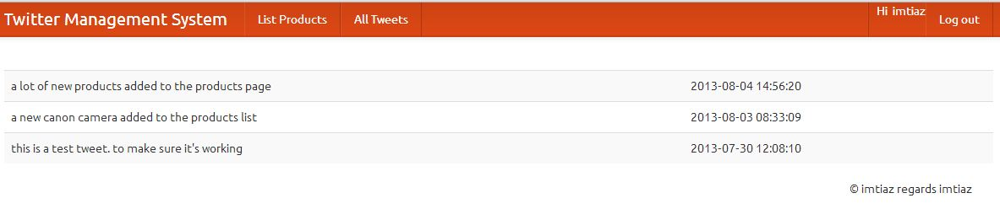 Twitter Management System List Products All Tweets Hi imtiaz Log out
a lot of new products added to the products page 2013-08-04 14:56:20
a new canon camera added to the products list 2013-08-03 08:33:09
this is a test tweet. to make sure it's working 2013-07-30 12:08:10
© imtiaz regards imtiaz